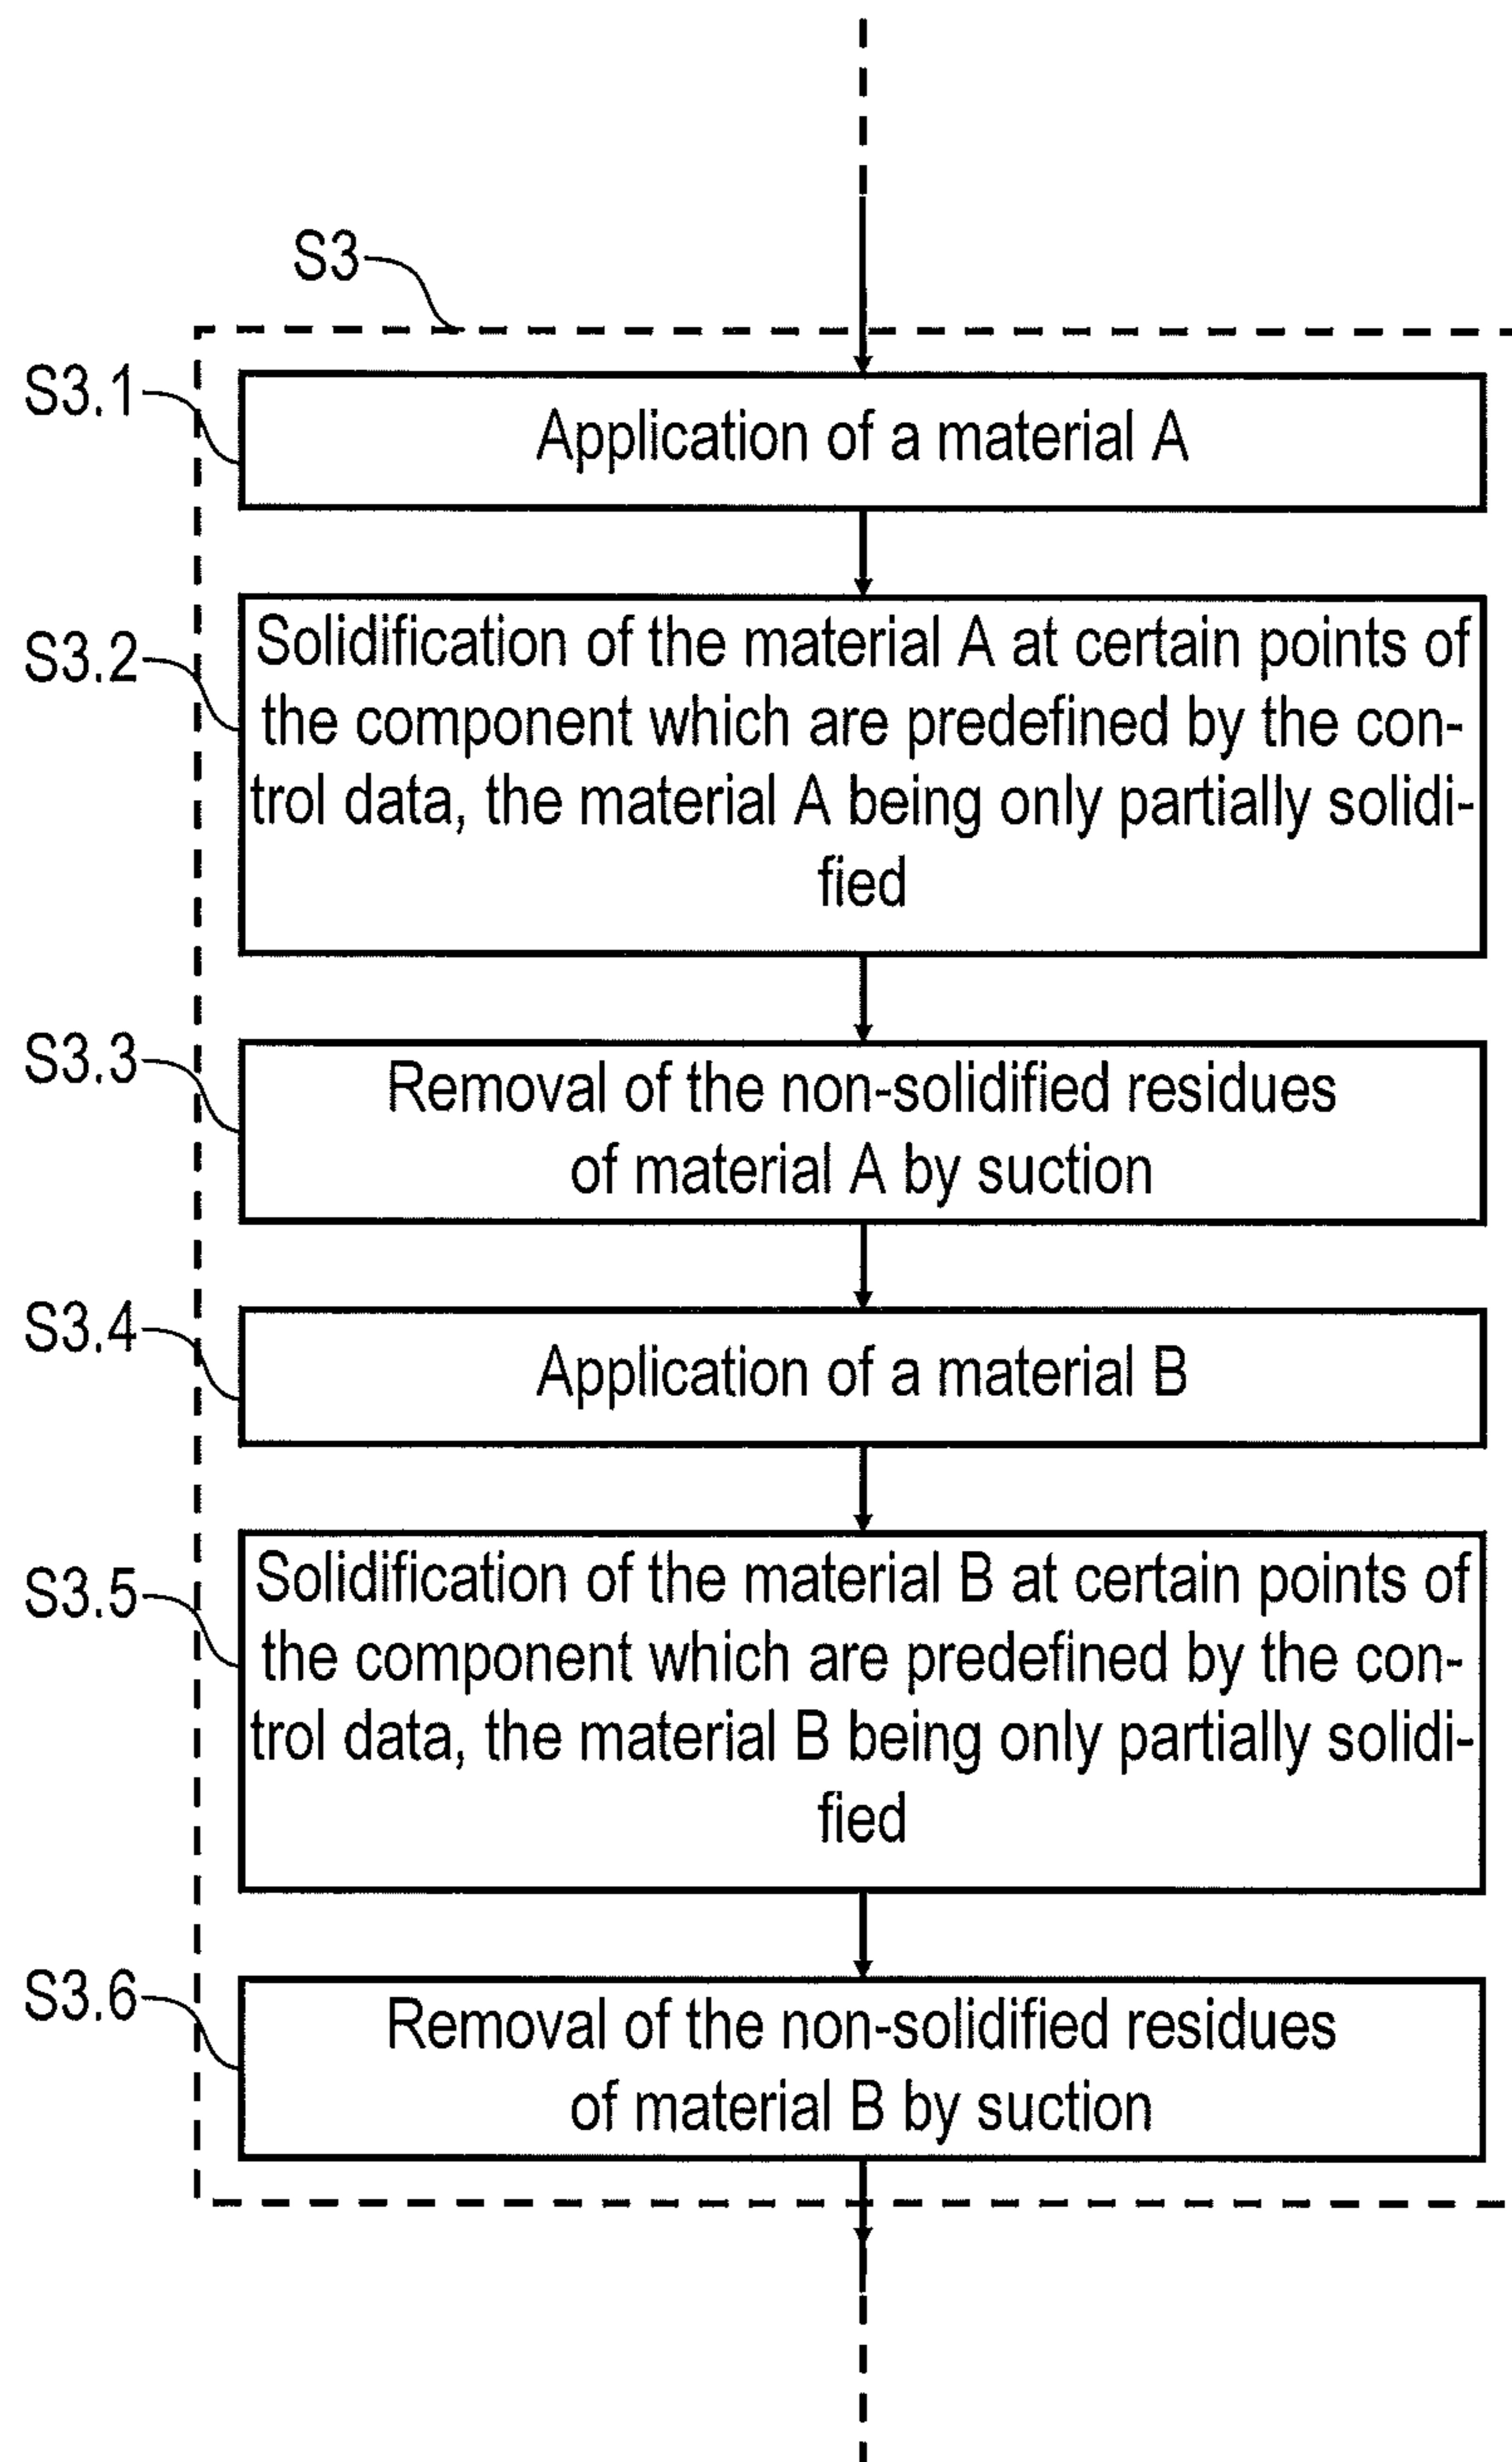 S3
S3.1
Application of a material A
S3.2
Solidification of the material A at certain points of
the component which are predefined by the con-
trol data, the material A being only partially solidi-
fied
S3.3
Removal of the non-solidified residues
of material A by suction
S3.4
Application of a material B
S3.5
Solidification of the material B at certain points of
the component which are predefined by the con-
trol data, the material B being only partially solidi-
fied
S3.6
Removal of the non-solidified residues
of material B by suction